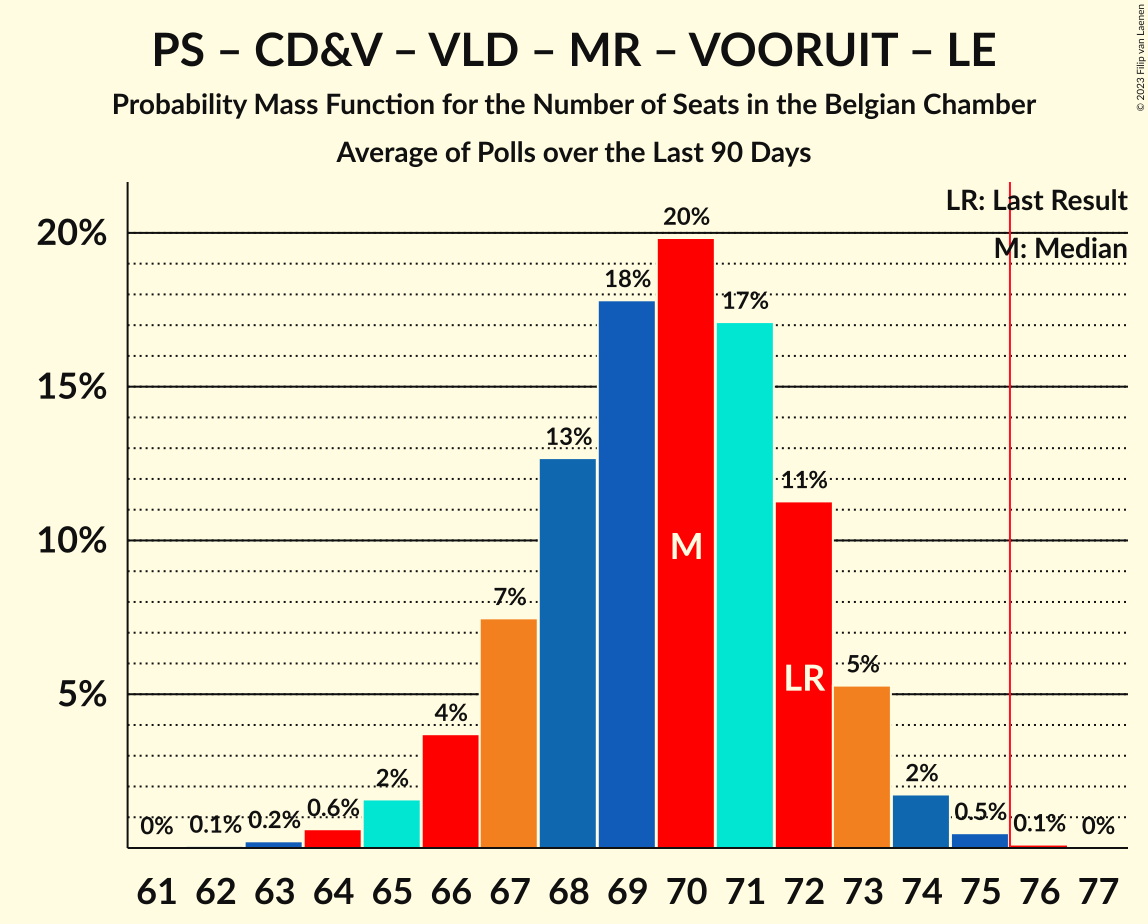 PS – CD&V – VLD – MR – VOORUIT – LE
Probability Mass Function for the Number of Seats in the Belgian Chamber
Average of Polls over the Last 90 Days
© 2023 Filip van Laenen
LR: Last Result
M: Median
20%
15%
10%
5%
0%
0.1%
0.2%
0.6%
2%
4%
7%
13%
18%
20%
17%
11%
5%
2%
0.5%
0.1%
0%
M
LR
61 62 63 64 65 66 67 68 69 70 71 72 73 74 75 76 77